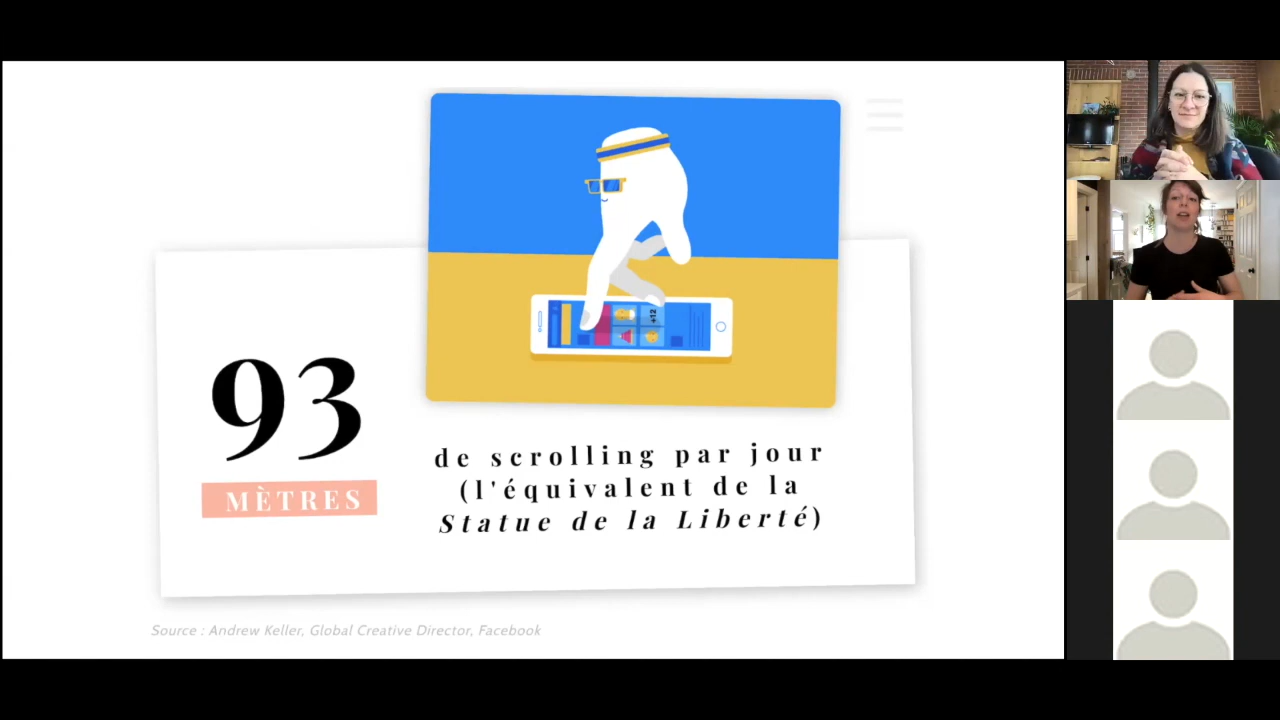 +12
93
MÈTRES
de scrolling par jour
(l'équivalent de la
Statue de la Liberté)
Source : Andrew Keller, Global Creative Director, Facebook